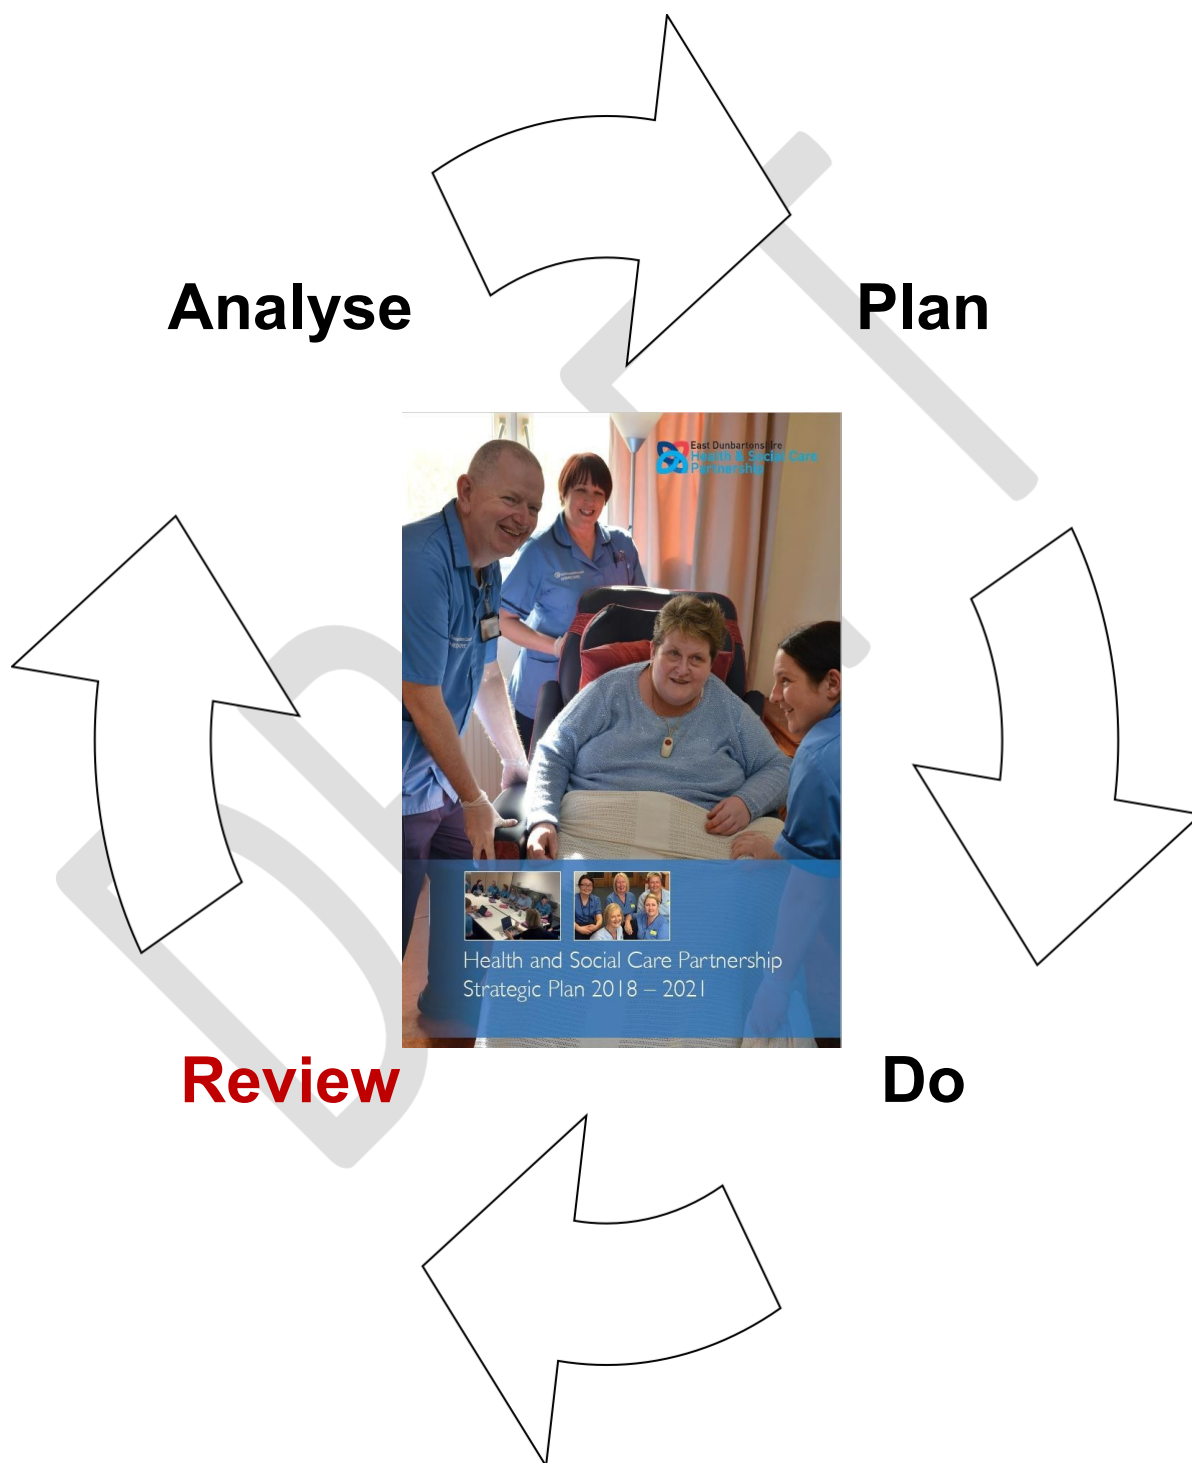 Analyse
Plan
East Dunbartonshire
Health & Social Care
Partnership
Health and Social Care Partnership
Strategic Plan 2018 – 2021
Review
Do
DRAFT